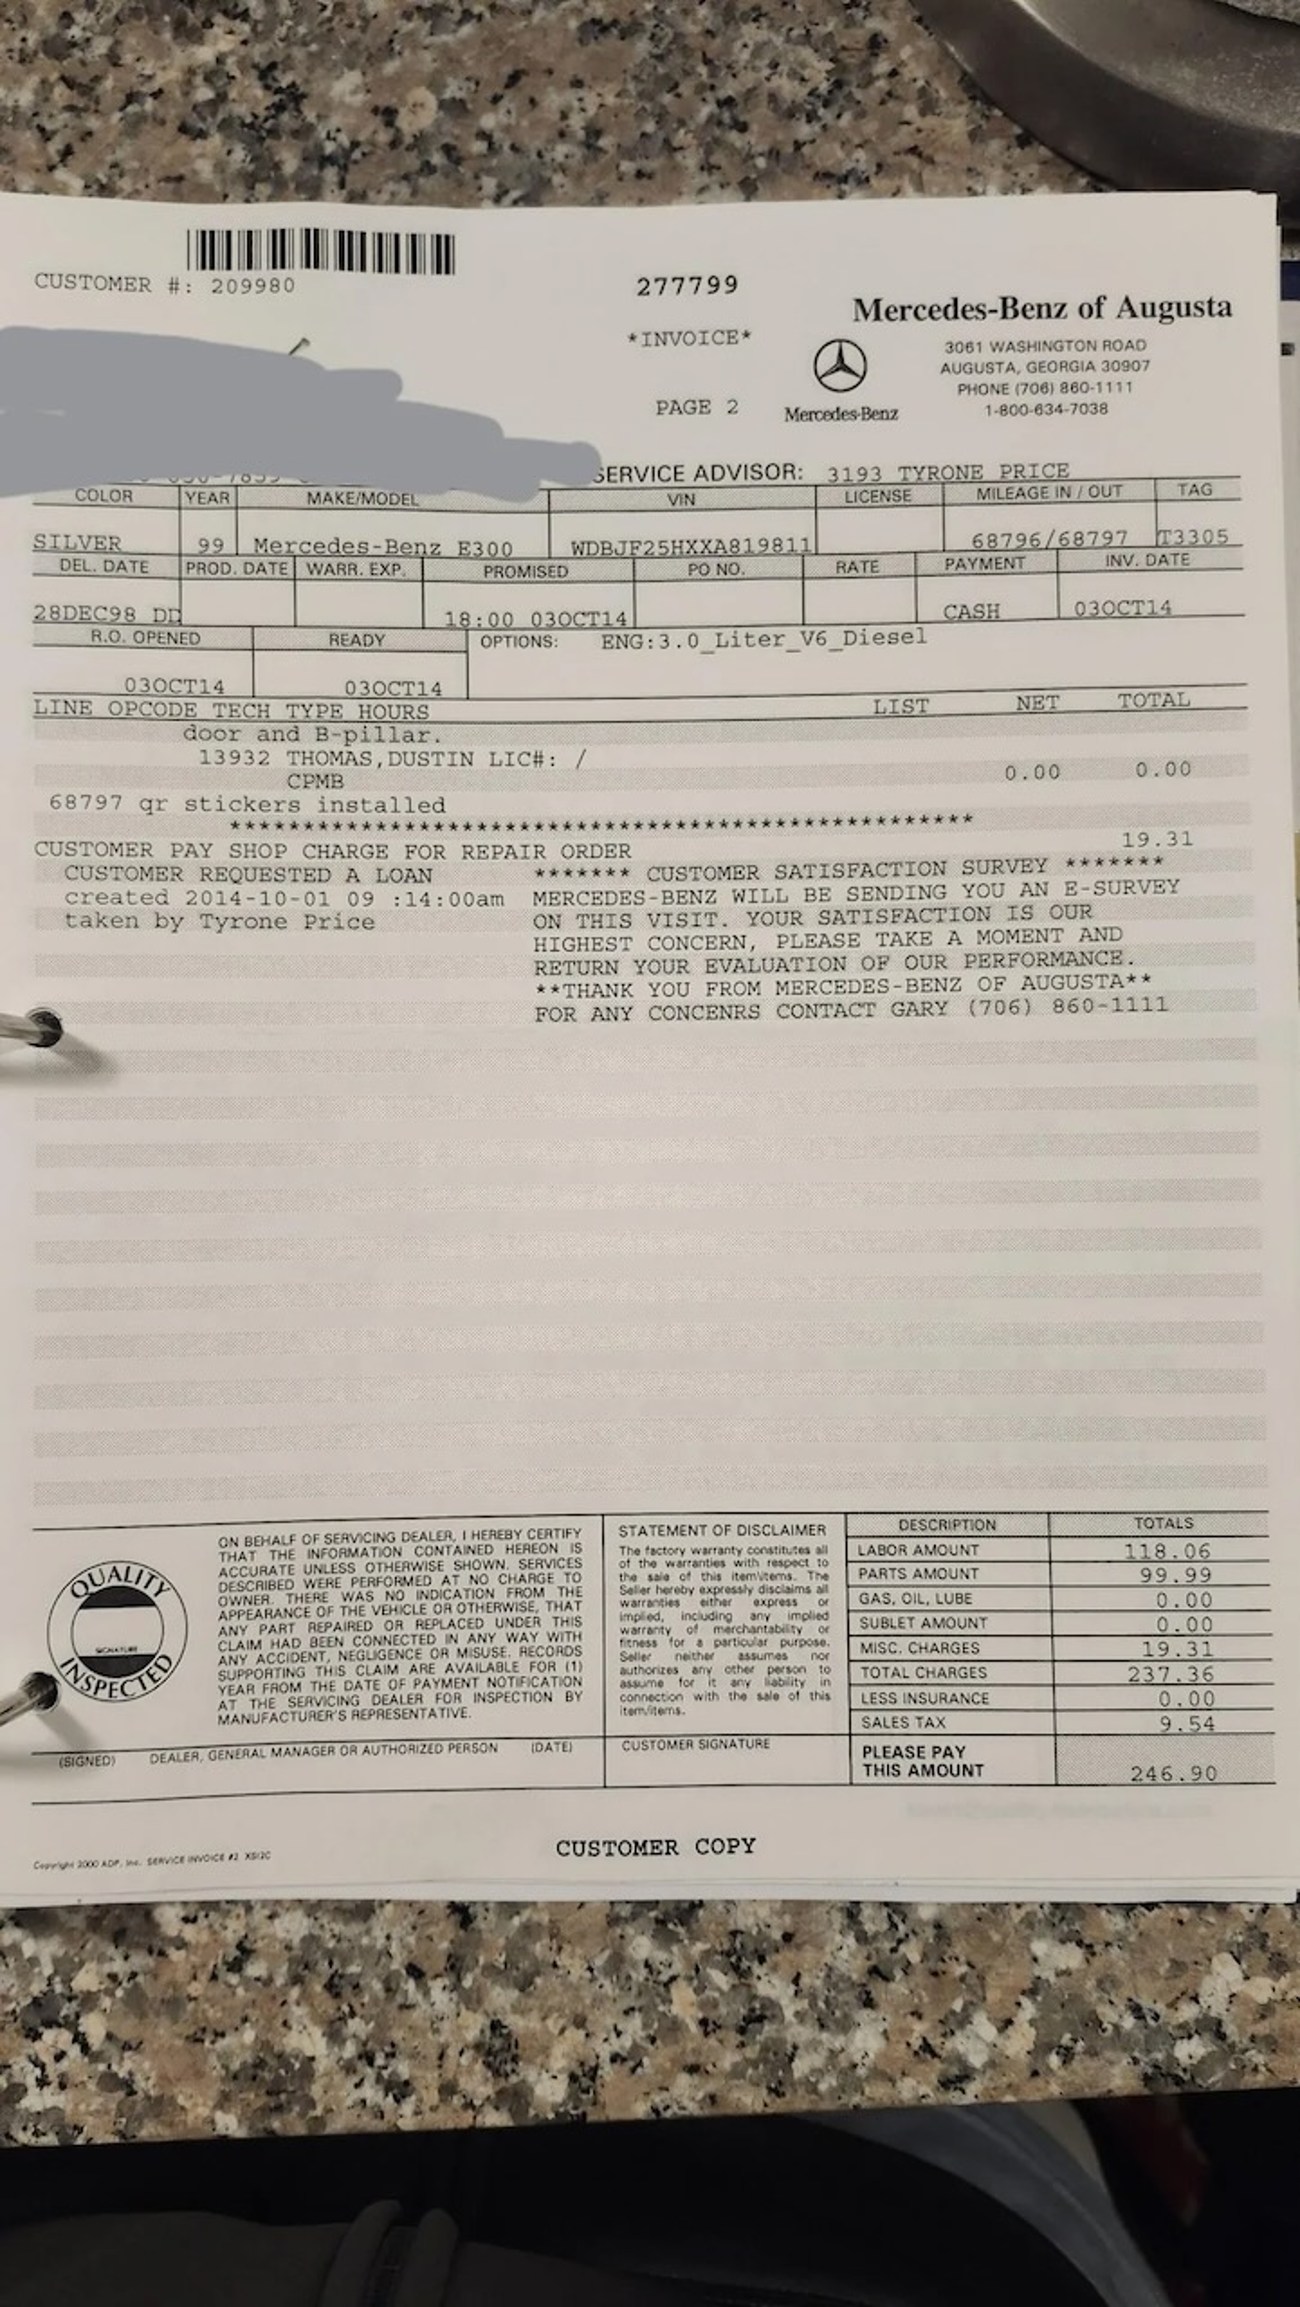 CUSTOMER #: 209980
277799
*INVOICE*
PAGE 2
Mercedes-Benz of Augusta
3061 WASHINGTON ROAD
AUGUSTA, GEORGIA 30907
PHONE (706) 860-1111
1-800-634-7038
Mercedes-Benz
SERVICE ADVISOR: 3193 TYRONE PRICE
COLOR YEAR MAKE/MODEL VIN LICENSE MILEAGE IN / OUT TAG
SILVER 99 Mercedes-Benz E300 WDBJF25HXXA819811 68796/68797 T3305
DEL. DATE PROD. DATE WARR. EXP. PROMISED PO NO. RATE PAYMENT INV. DATE
28DEC98 DD 18:00 03OCT14 CASH 03OCT14
R.O. OPENED READY OPTIONS: ENG:3.0_Liter_V6_Diesel
03OCT14 03OCT14
LINE OPCODE TECH TYPE HOURS LIST NET TOTAL
door and B-pillar.
13932 THOMAS,DUSTIN LIC#: /
CPMB 0.00 0.00
68797 qr stickers installed
***************************************************
CUSTOMER PAY SHOP CHARGE FOR REPAIR ORDER 19.31
CUSTOMER REQUESTED A LOAN
created 2014-10-01 09 :14:00am
taken by Tyrone Price
******* CUSTOMER SATISFACTION SURVEY *******
MERCEDES-BENZ WILL BE SENDING YOU AN E-SURVEY
ON THIS VISIT. YOUR SATISFACTION IS OUR
HIGHEST CONCERN, PLEASE TAKE A MOMENT AND
RETURN YOUR EVALUATION OF OUR PERFORMANCE.
**THANK YOU FROM MERCEDES-BENZ OF AUGUSTA**
FOR ANY CONCENRS CONTACT GARY (706) 860-1111
QUALITY
SIGNATURE
INSPECTED
ON BEHALF OF SERVICING DEALER, I HEREBY CERTIFY
THAT THE INFORMATION CONTAINED HEREON IS
ACCURATE UNLESS OTHERWISE SHOWN. SERVICES
DESCRIBED WERE PERFORMED AT NO CHARGE TO
OWNER. THERE WAS NO INDICATION FROM THE
APPEARANCE OF THE VEHICLE OR OTHERWISE, THAT
ANY PART REPAIRED OR REPLACED UNDER THIS
CLAIM HAD BEEN CONNECTED IN ANY WAY WITH
ANY ACCIDENT, NEGLIGENCE OR MISUSE. RECORDS
SUPPORTING THIS CLAIM ARE AVAILABLE FOR (1)
YEAR FROM THE DATE OF PAYMENT NOTIFICATION
AT THE SERVICING DEALER FOR INSPECTION BY
MANUFACTURER'S REPRESENTATIVE.
(SIGNED) DEALER, GENERAL MANAGER OR AUTHORIZED PERSON (DATE)
STATEMENT OF DISCLAIMER
The factory warranty constitutes all
of the warranties with respect to
the sale of this item/items. The
Seller hereby expressly disclaims all
warranties either express or
implied, including any implied
warranty of merchantability or
fitness for a particular purpose.
Seller neither assumes nor
authorizes any other person to
assume for it any liability in
connection with the sale of this
item/items.
CUSTOMER SIGNATURE
DESCRIPTION TOTALS
LABOR AMOUNT 118.06
PARTS AMOUNT 99.99
GAS, OIL, LUBE 0.00
SUBLET AMOUNT 0.00
MISC. CHARGES 19.31
TOTAL CHARGES 237.36
LESS INSURANCE 0.00
SALES TAX 9.54
PLEASE PAY
THIS AMOUNT 246.90
CUSTOMER COPY
Copyright 2000 ADP, Inc. SERVICE INVOICE #2 XSI2C